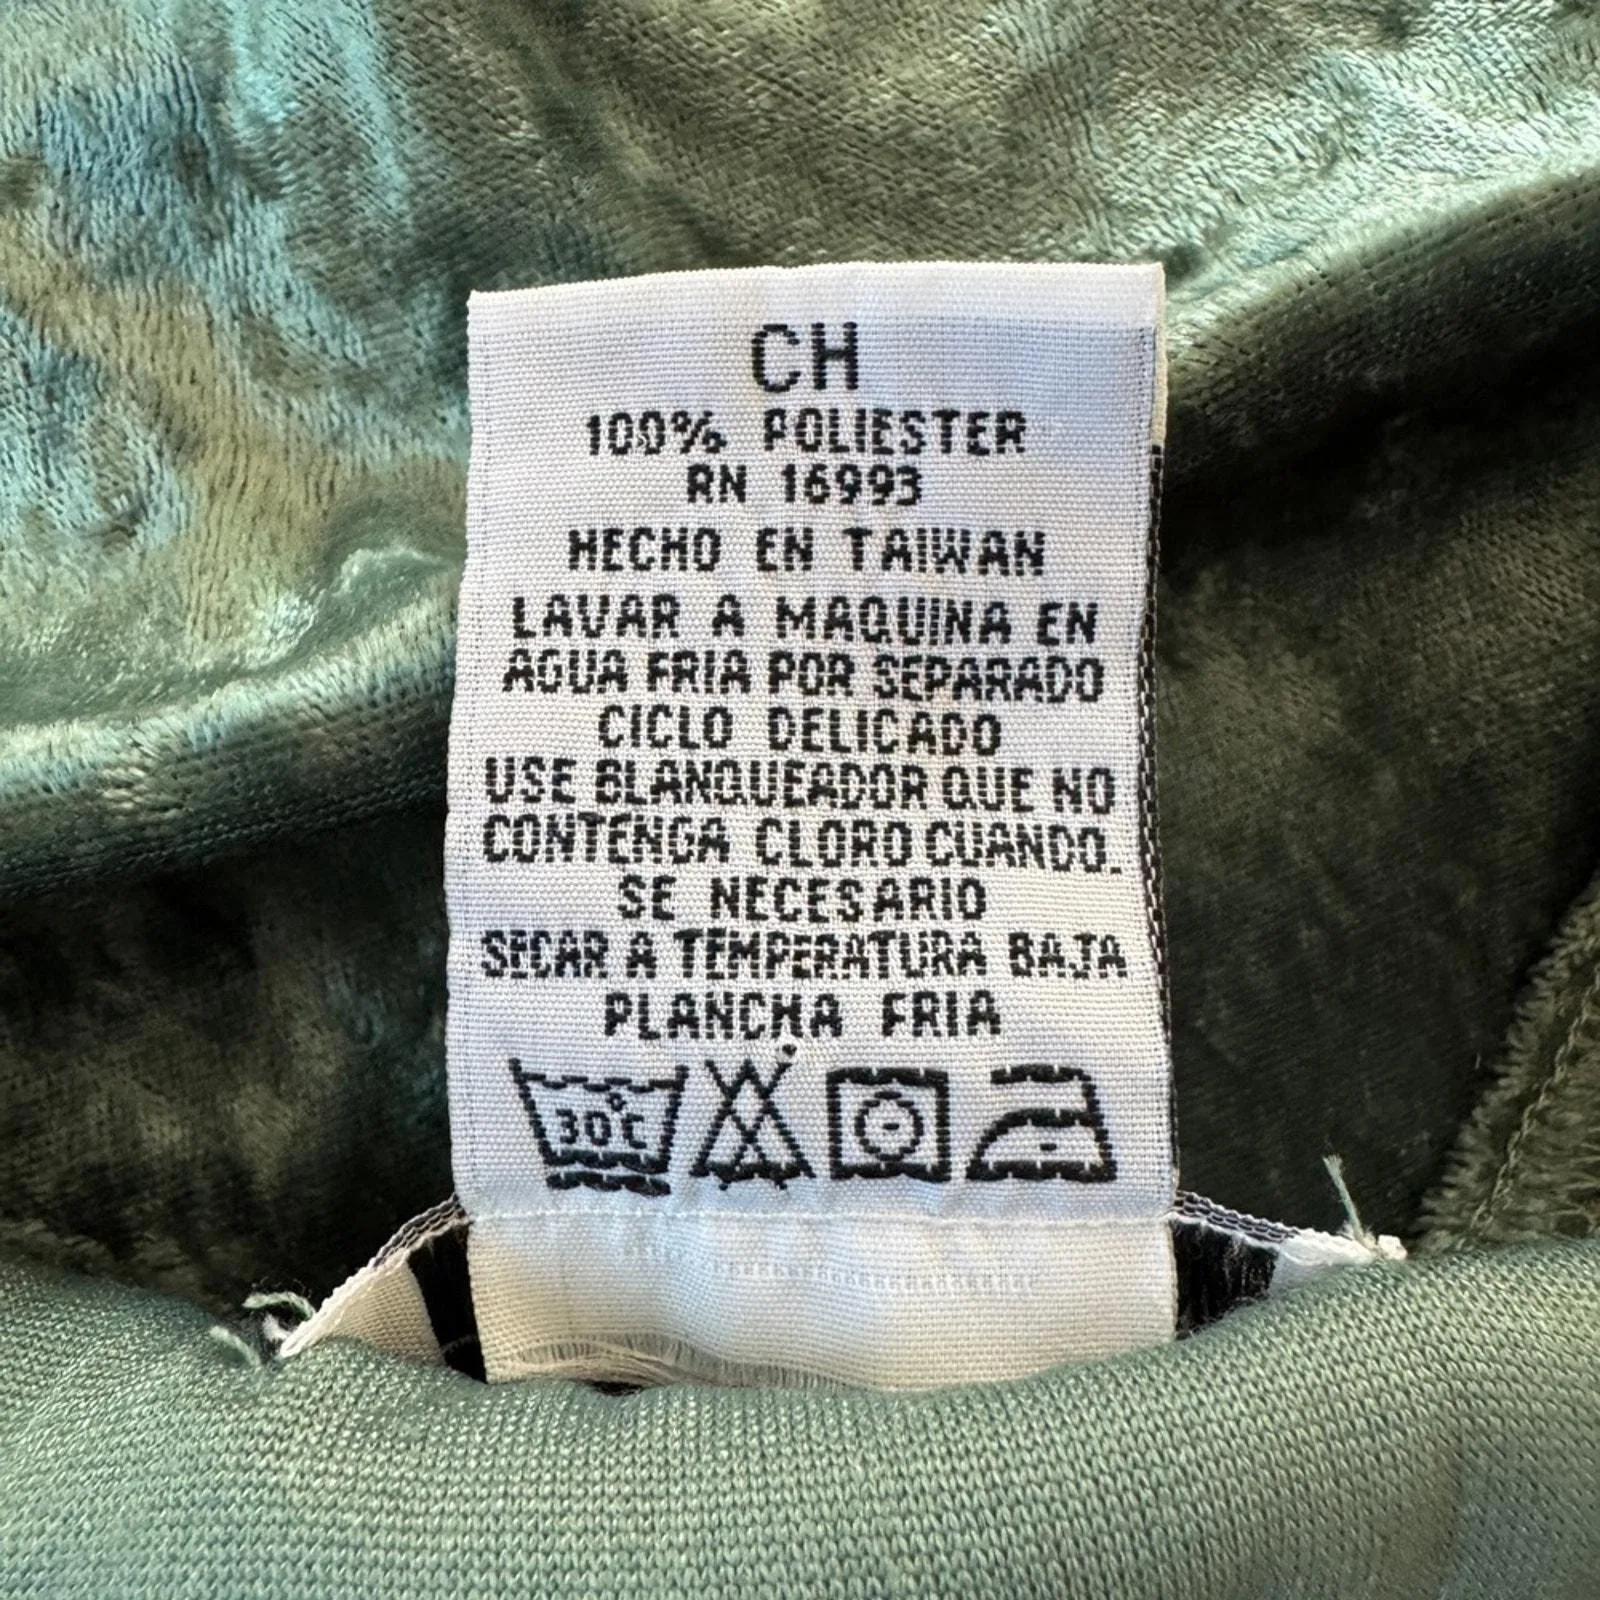 CH
100% POLIESTER
RN 16993
HECHO EN TAIWAN
LAVAR A MAQUINA EN
AGUA FRIA POR SEPARADO
CICLO DELICADO
USE BLANQUEADOR QUE NO
CONTENGA CLORO CUANDO.
SE NECESARIO
SECAR A TEMPERATURA BAJA
PLANCHA FRIA
30°C